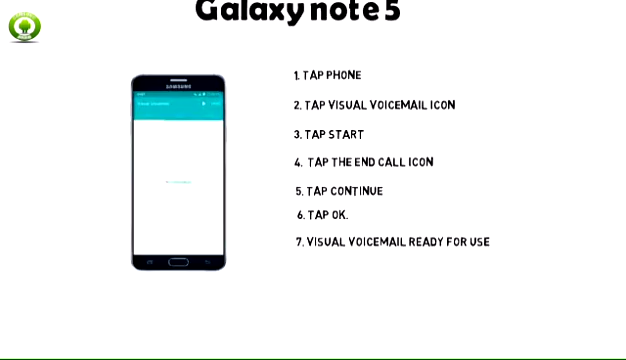 Galaxy note 5
SAMSUNG
1. TAP PHONE
2. TAP VISUAL VOICEMAIL ICON
3. TAP START
4. TAP THE END CALL ICON
5. TAP CONTINUE
6. TAP OK.
7. VISUAL VOICEMAIL READY FOR USE